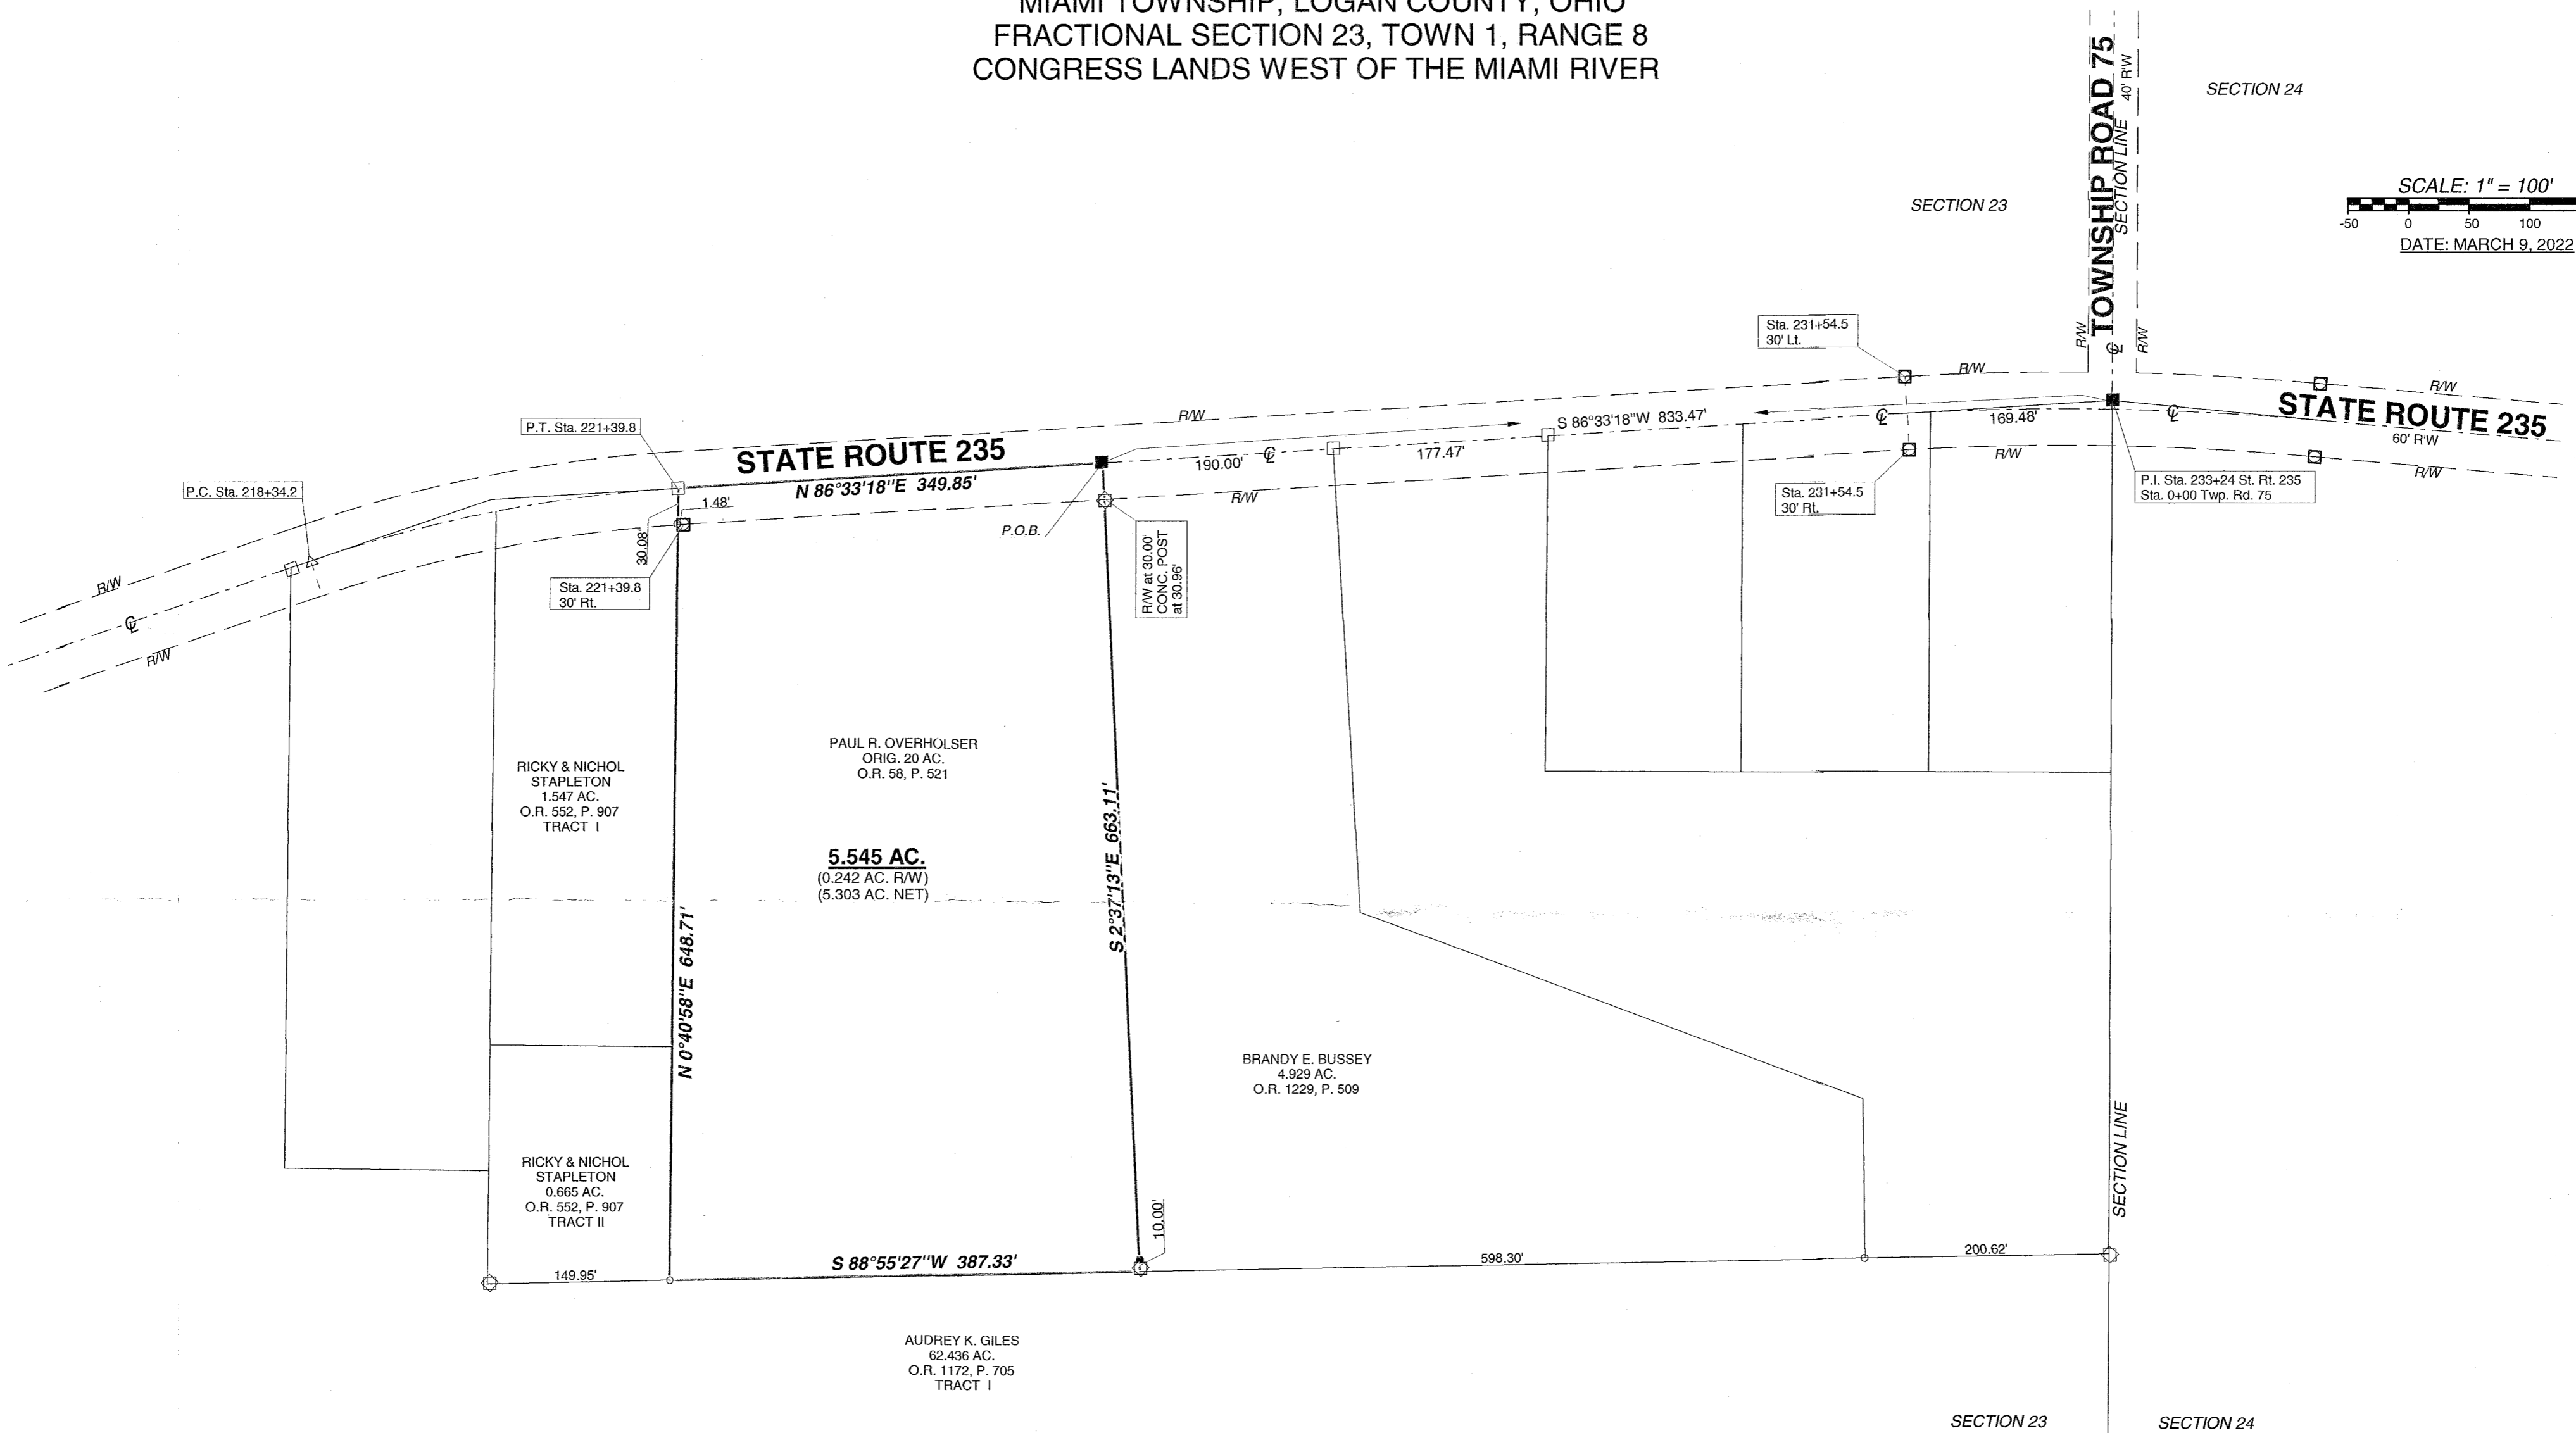 MIAMI TOWNSHIP, LOGAN COUNTY, OHIO
FRACTIONAL SECTION 23, TOWN 1, RANGE 8
CONGRESS LANDS WEST OF THE MIAMI RIVER
TOWNSHIP ROAD 75
SECTION LINE
40' R'W
SECTION 24
SECTION 23
SCALE: 1" = 100'
-50 0 50 100
DATE: MARCH 9, 2022
Sta. 231+54.5
30' Lt.
R/W
R/W
R/W
R/W
STATE ROUTE 235
60' R'W
R/W
P.T. Sta. 221+39.8
STATE ROUTE 235
R/W
S 86°33'18"W 833.47'
169.48'
190.00'
177.47'
R/W
N 86°33'18"E 349.85'
R/W
P.C. Sta. 218+34.2
1.48'
30.08'
P.O.B.
R/W at 30.00'
CONC. POST
at 30.96'
Sta. 231+54.5
30' Rt.
P.I. Sta. 233+24 St. Rt. 235
Sta. 0+00 Twp. Rd. 75
R/W
Sta. 221+39.8
30' Rt.
R/W
PAUL R. OVERHOLSER
ORIG. 20 AC.
O.R. 58, P. 521
RICKY & NICHOL
STAPLETON
1.547 AC.
O.R. 552, P. 907
TRACT I
5.545 AC.
(0.242 AC. R/W)
(5.303 AC. NET)
S 2°37'13"E 663.11'
N 0°40'58"E 648.71'
BRANDY E. BUSSEY
4.929 AC.
O.R. 1229, P. 509
SECTION LINE
RICKY & NICHOL
STAPLETON
0.665 AC.
O.R. 552, P. 907
TRACT II
10.00'
149.95'
S 88°55'27"W 387.33'
598.30'
200.62'
AUDREY K. GILES
62.436 AC.
O.R. 1172, P. 705
TRACT I
SECTION 23
SECTION 24